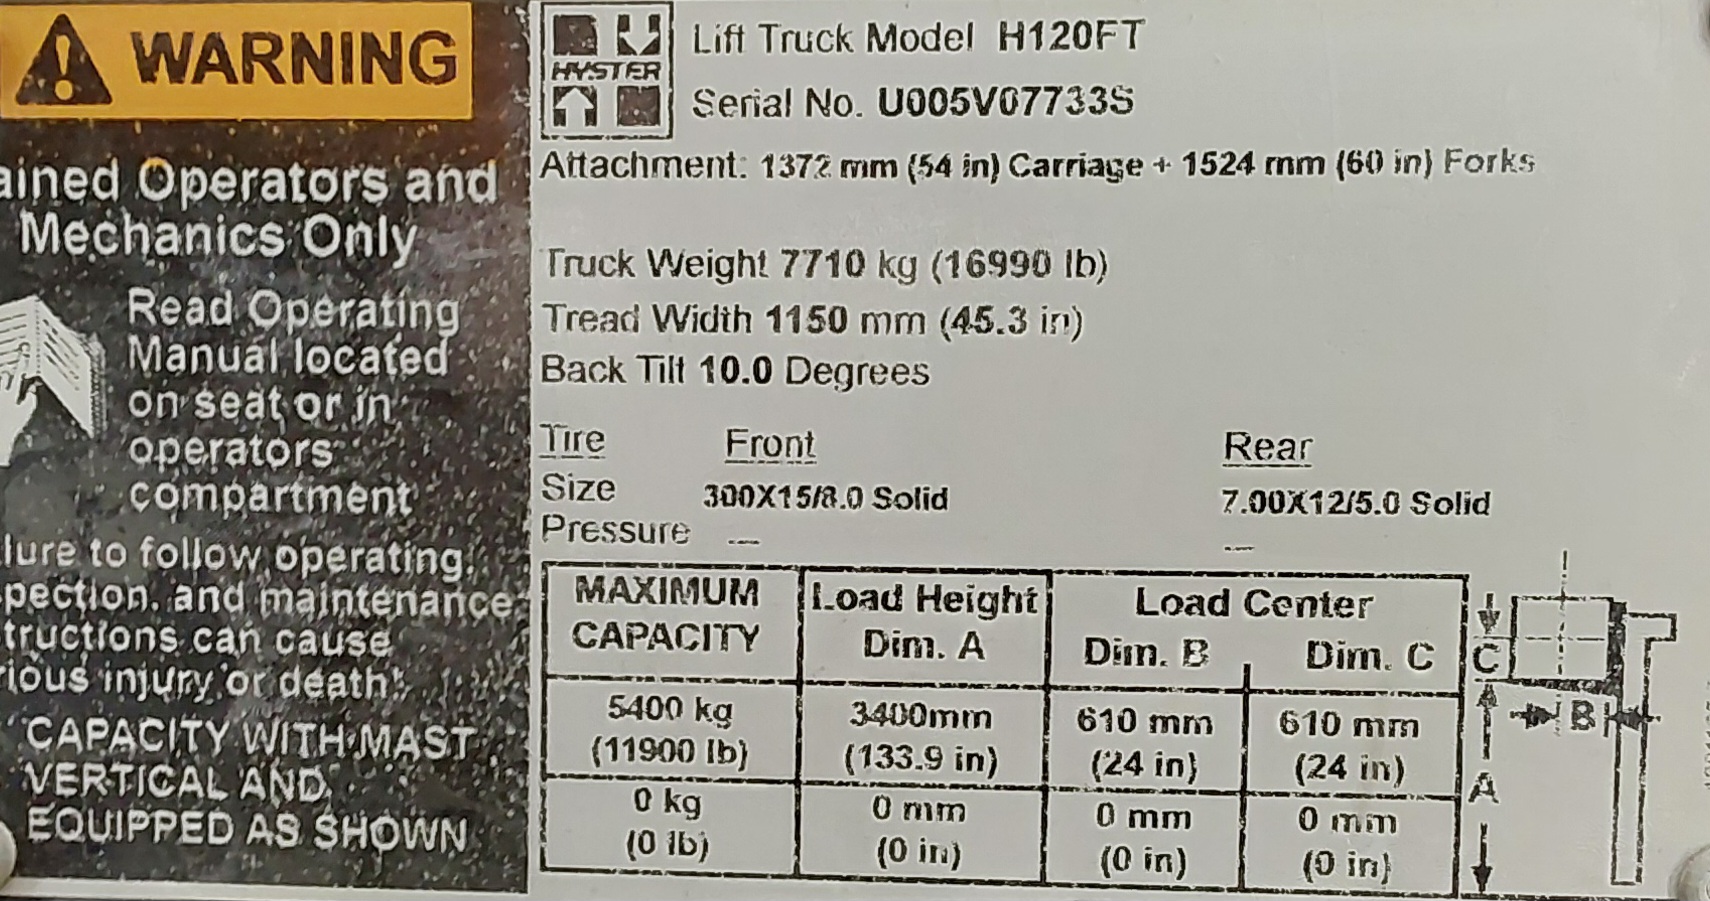 WARNING
ained Operators and
Mechanics Only
Read Operating
Manual located
on seat or in
operators
compartment
lure to follow operating,
pection, and maintenance
tructions can cause
rious injury or death.
CAPACITY WITH MAST
VERTICAL AND
EQUIPPED AS SHOWN
HYSTER
Lift Truck Model H120FT
Serial No. U005V07733S
Attachment: 1372 mm (54 in) Carriage + 1524 mm (60 in) Forks
Truck Weight 7710 kg (16990 lb)
Tread Width 1150 mm (45.3 in)
Back Tilt 10.0 Degrees
Tire Front Rear
Size 300X15/8.0 Solid 7.00X12/5.0 Solid
Pressure --- ---
MAXIMUM CAPACITY Load Height Dim. A Load Center Dim. B Dim. C
5400 kg 3400mm 610 mm 610 mm
(11900 lb) (133.9 in) (24 in) (24 in)
0 kg 0 mm 0 mm 0 mm
(0 lb) (0 in) (0 in) (0 in)
C
B
A